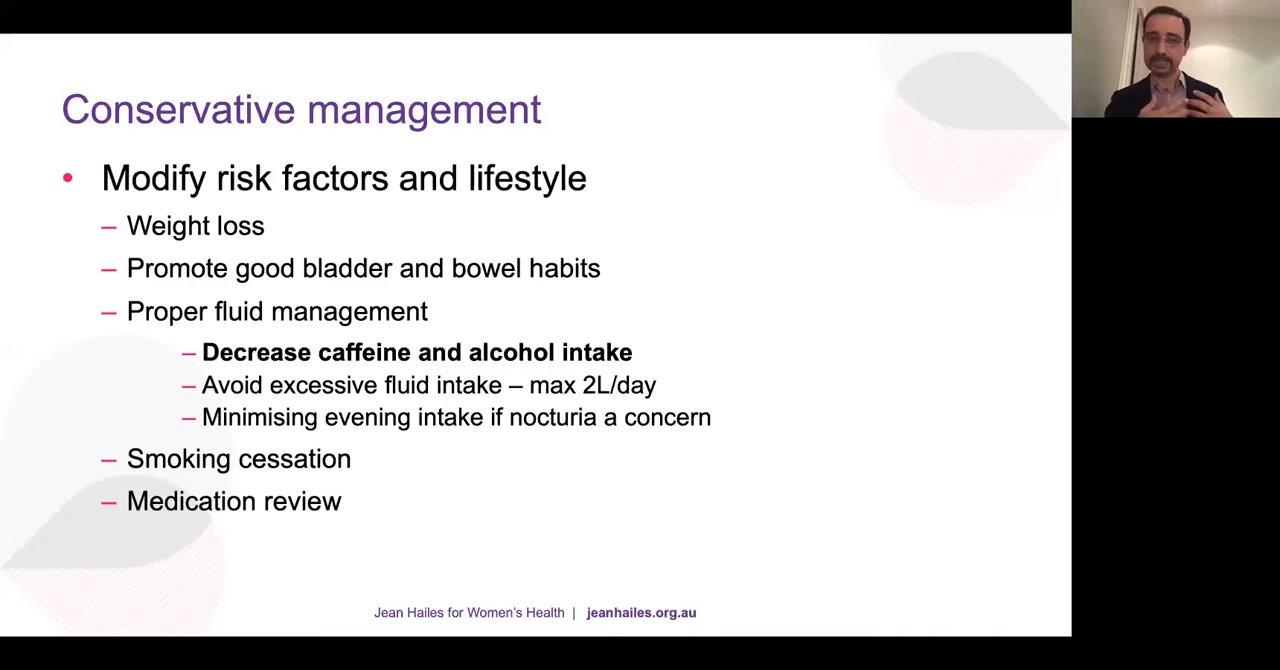 Conservative management
• Modify risk factors and lifestyle
– Weight loss
– Promote good bladder and bowel habits
– Proper fluid management
– Decrease caffeine and alcohol intake
– Avoid excessive fluid intake – max 2L/day
– Minimising evening intake if nocturia a concern
– Smoking cessation
– Medication review
Jean Hailes for Women's Health | jeanhailes.org.au